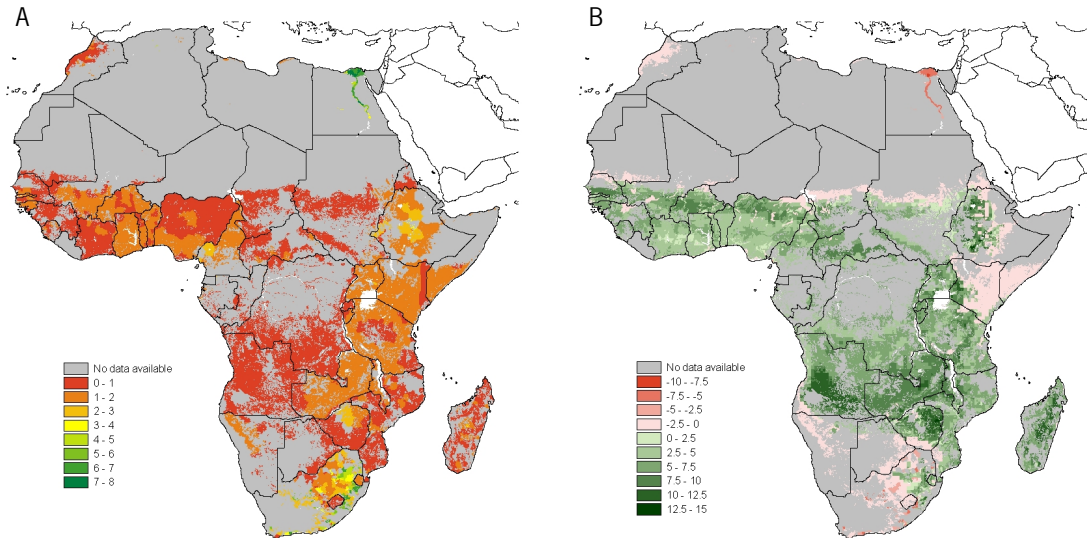 A
No data available
0 - 1
1 - 2
2 - 3
3 - 4
4 - 5
5 - 6
6 - 7
7 - 8
B
No data available
-10 - -7.5
-7.5 - -5
-5 - -2.5
-2.5 - 0
0 - 2.5
2.5 - 5
5 - 7.5
7.5 - 10
10 - 12.5
12.5 - 15